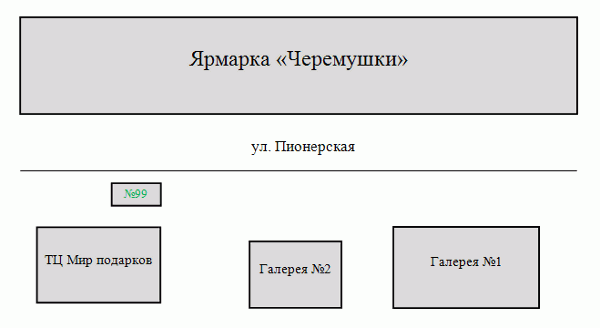 Ярмарка «Черемушки»
ул. Пионерская
№99
ТЦ Мир подарков
Галерея №2
Галерея №1